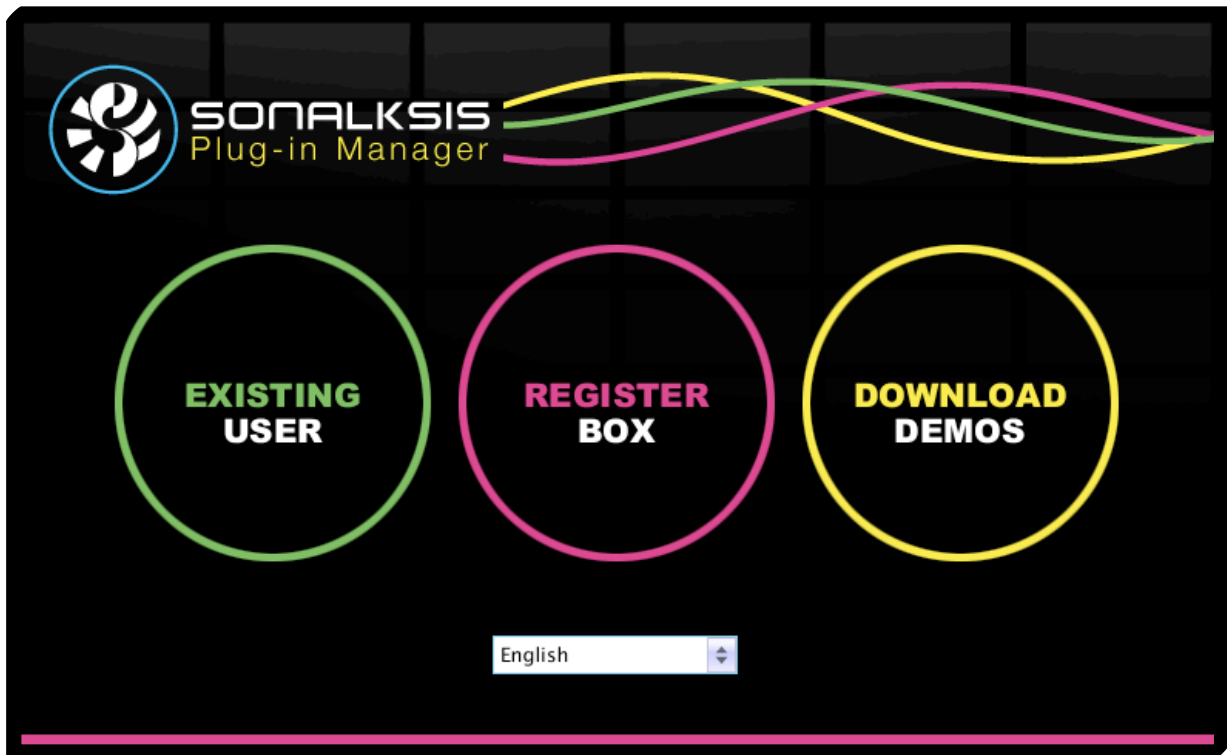 SONALKSIS
Plug-in Manager
EXISTING
USER
REGISTER
BOX
DOWNLOAD
DEMOS
English